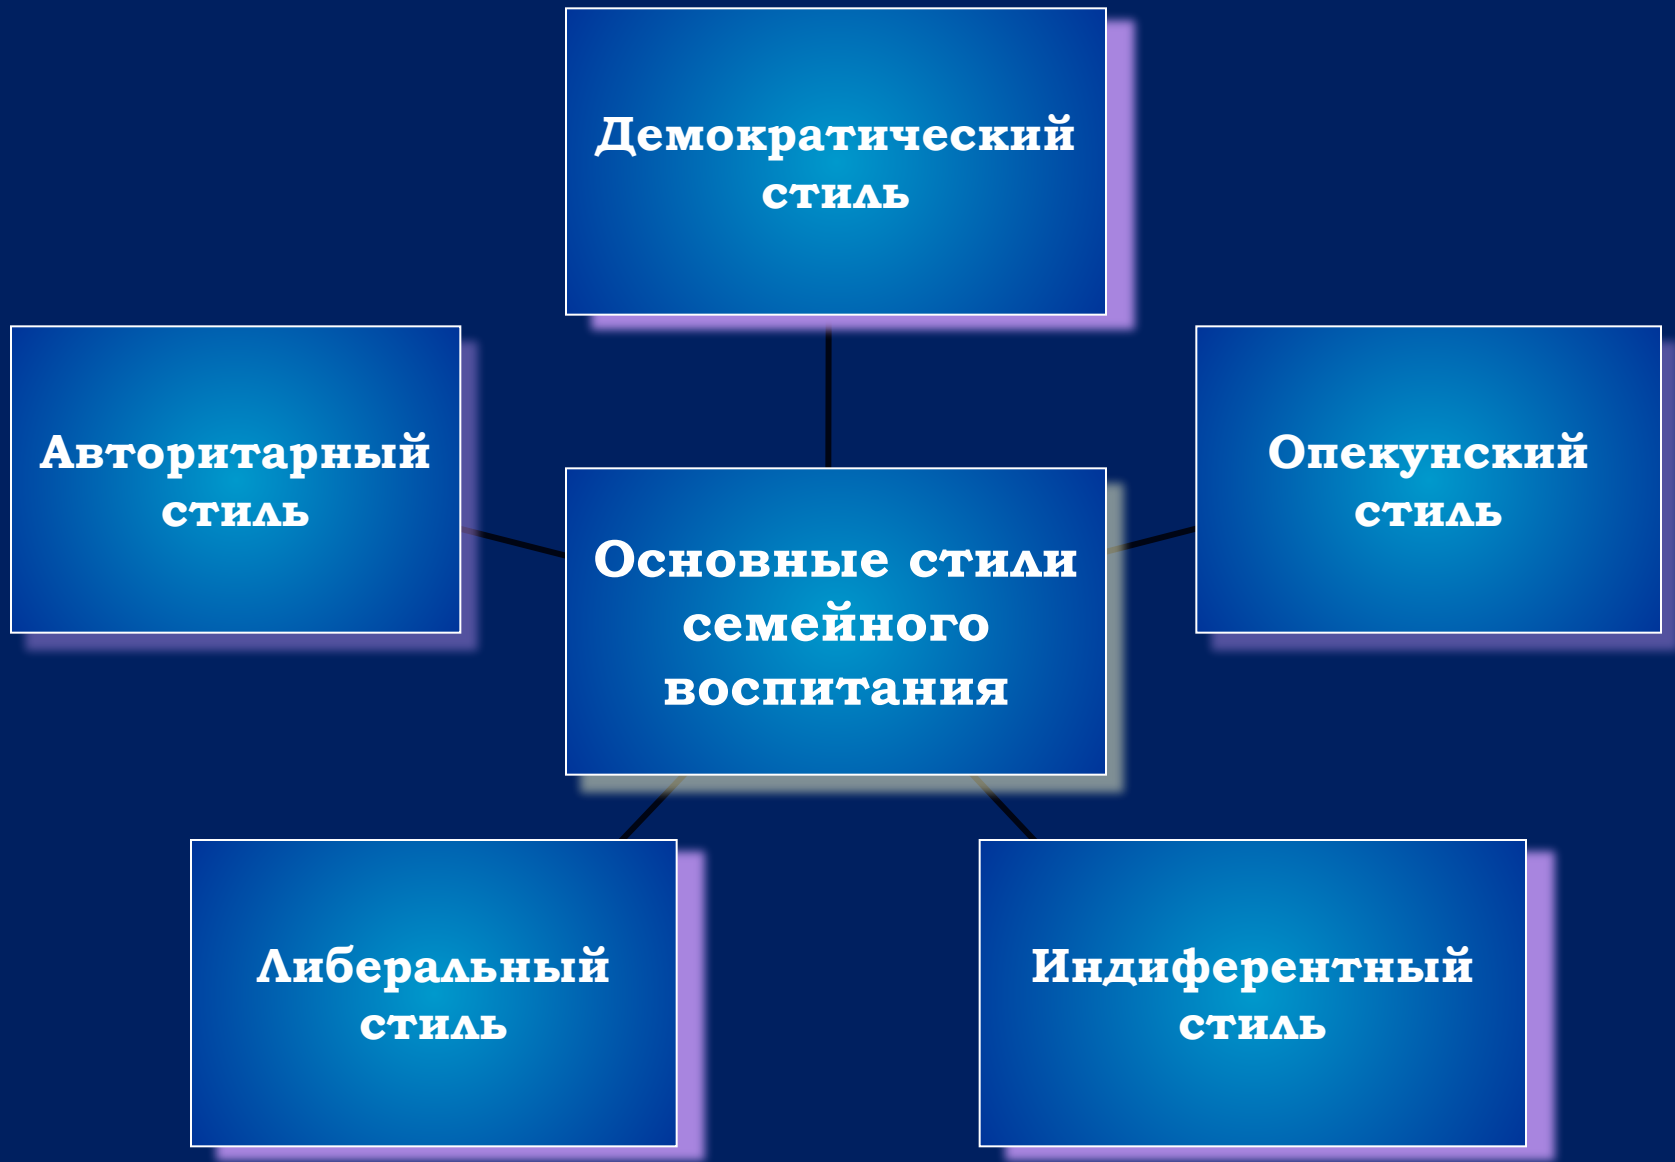 Демократический
стиль
Авторитарный
стиль
Опекунский
стиль
Основные стили
семейного
воспитания
Либеральный
стиль
Индиферентный
стиль